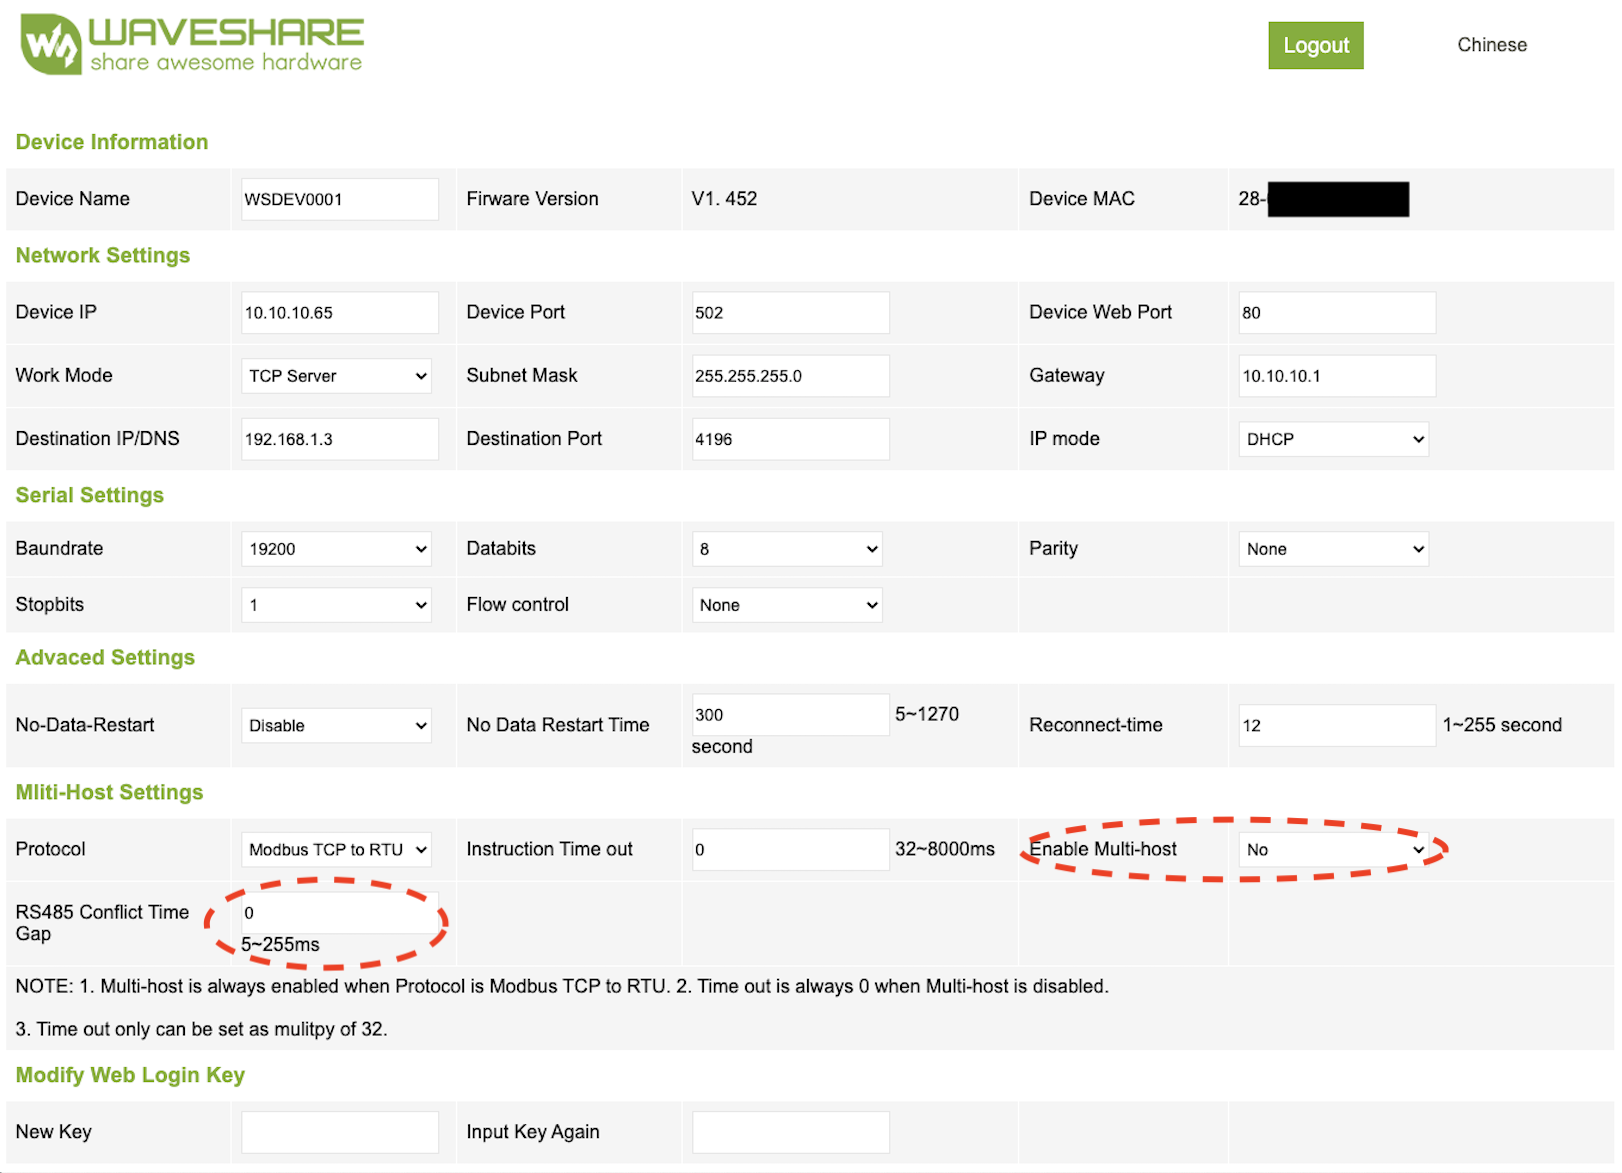 WAVESHARE
share awesome hardware
Logout Chinese
Device Information
Device Name WSDEV0001 Firware Version V1. 452 Device MAC 28-
Network Settings
Device IP 10.10.10.65 Device Port 502 Device Web Port 80
Work Mode TCP Server Subnet Mask 255.255.255.0 Gateway 10.10.10.1
Destination IP/DNS 192.168.1.3 Destination Port 4196 IP mode DHCP
Serial Settings
Baundrate 19200 Databits 8 Parity None
Stopbits 1 Flow control None
Advaced Settings
No-Data-Restart Disable No Data Restart Time 300 5~1270 second Reconnect-time 12 1~255 second
Mliti-Host Settings
Protocol Modbus TCP to RTU Instruction Time out 0 32~8000ms Enable Multi-host No
RS485 Conflict Time Gap 0 5~255ms
NOTE: 1. Multi-host is always enabled when Protocol is Modbus TCP to RTU. 2. Time out is always 0 when Multi-host is disabled.
3. Time out only can be set as mulitpy of 32.
Modify Web Login Key
New Key Input Key Again